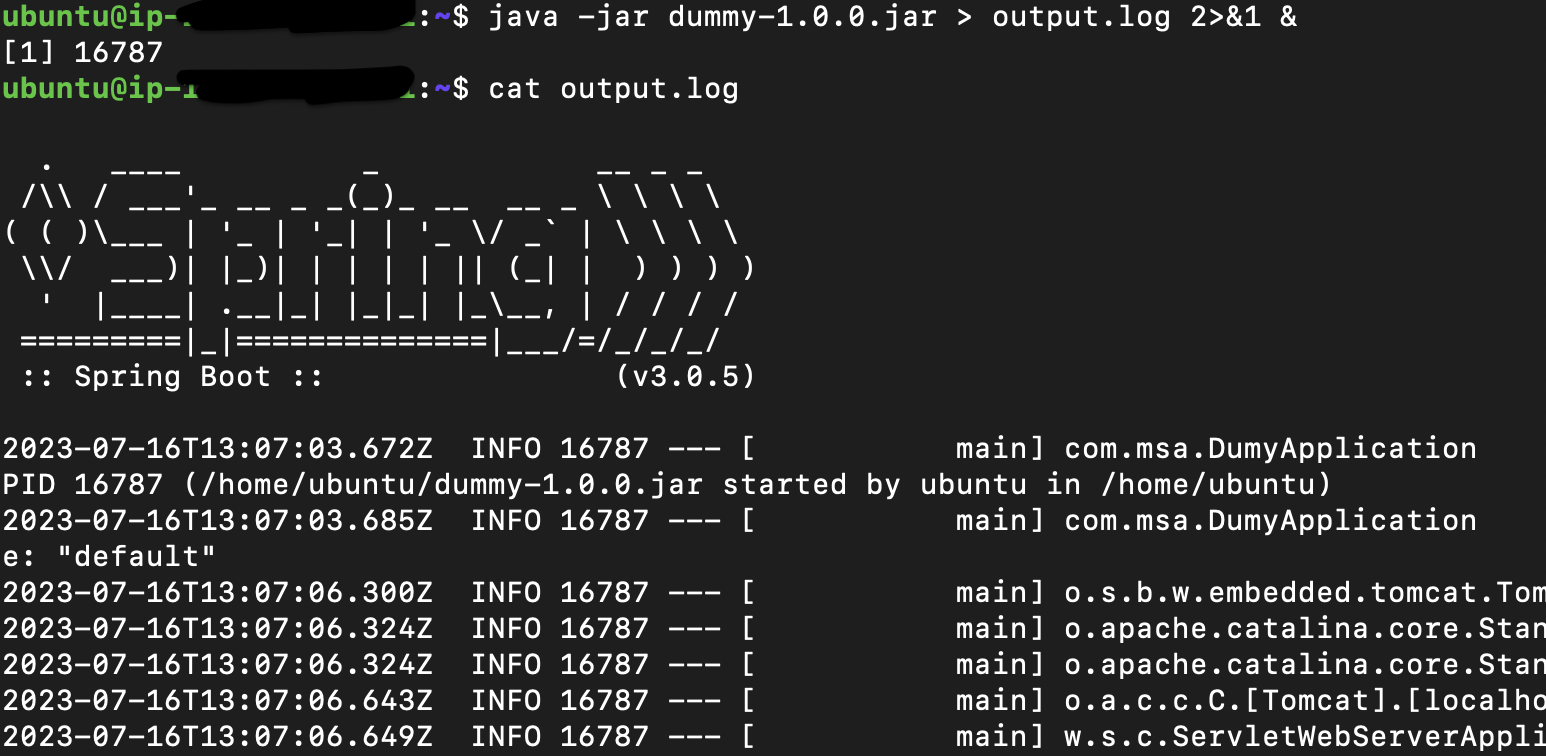 ubuntu@ip- :~$ java -jar dummy-1.0.0.jar > output.log 2>&1 &
[1] 16787
ubuntu@ip- :~$ cat output.log
  .   ____          _            __ _ _
 /\\ / ___'_ __ _ _(_)_ __  __ _ \ \ \ \
( ( )\___ | '_ | '_| | '_ \/ _` | \ \ \ \
 \\/  ___)| |_)| | | | | || (_| |  ) ) ) )
  '  |____| .__|_| |_|_| |_\__, | / / / /
 =========|_|==============|___/=/_/_/_/
 :: Spring Boot ::                (v3.0.5)
2023-07-16T13:07:03.672Z  INFO 16787 --- [           main] com.msa.DumyApplication
PID 16787 (/home/ubuntu/dummy-1.0.0.jar started by ubuntu in /home/ubuntu)
2023-07-16T13:07:03.685Z  INFO 16787 --- [           main] com.msa.DumyApplication
e: "default"
2023-07-16T13:07:06.300Z  INFO 16787 --- [           main] o.s.b.w.embedded.tomcat.Tom
2023-07-16T13:07:06.324Z  INFO 16787 --- [           main] o.apache.catalina.core.Stan
2023-07-16T13:07:06.324Z  INFO 16787 --- [           main] o.apache.catalina.core.Stan
2023-07-16T13:07:06.643Z  INFO 16787 --- [           main] o.a.c.c.C.[Tomcat].[localho
2023-07-16T13:07:06.649Z  INFO 16787 --- [           main] w.s.c.ServletWebServerAppli